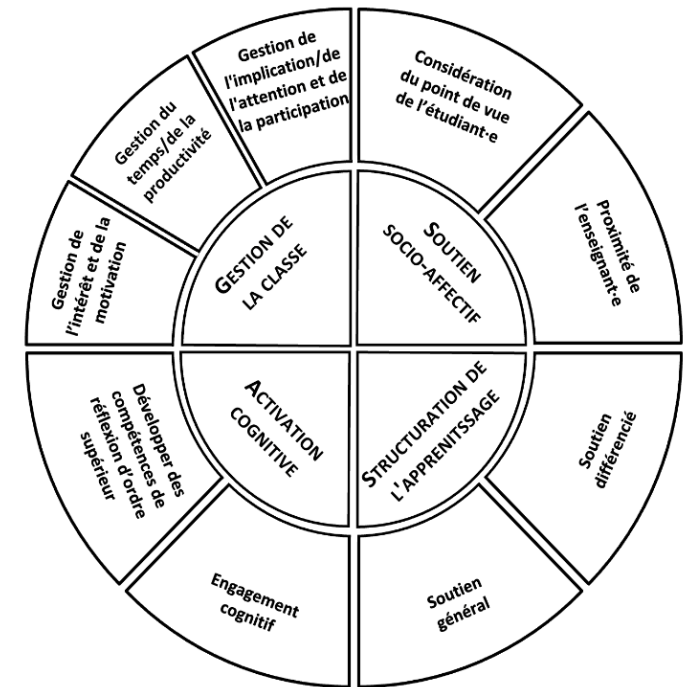 Gestion de
l'implication/de
l'attention et de
la participation
Considération
du point de vue
de l'étudiant·e
Gestion du
temps/de la
productivité
Proximité de
l'enseignant·e
Gestion de
l'intérêt et de la
motivation
GESTION DE
LA CLASSE
SOUTIEN
SOCIO-AFFECTIF
ACTIVATION
COGNITIVE
STRUCTURATION DE
L'APPRENITSSAGE
Développer des
compétences de
réflexion d'ordre
supérieur
Soutien
différencié
Engagement
cognitif
Soutien
général